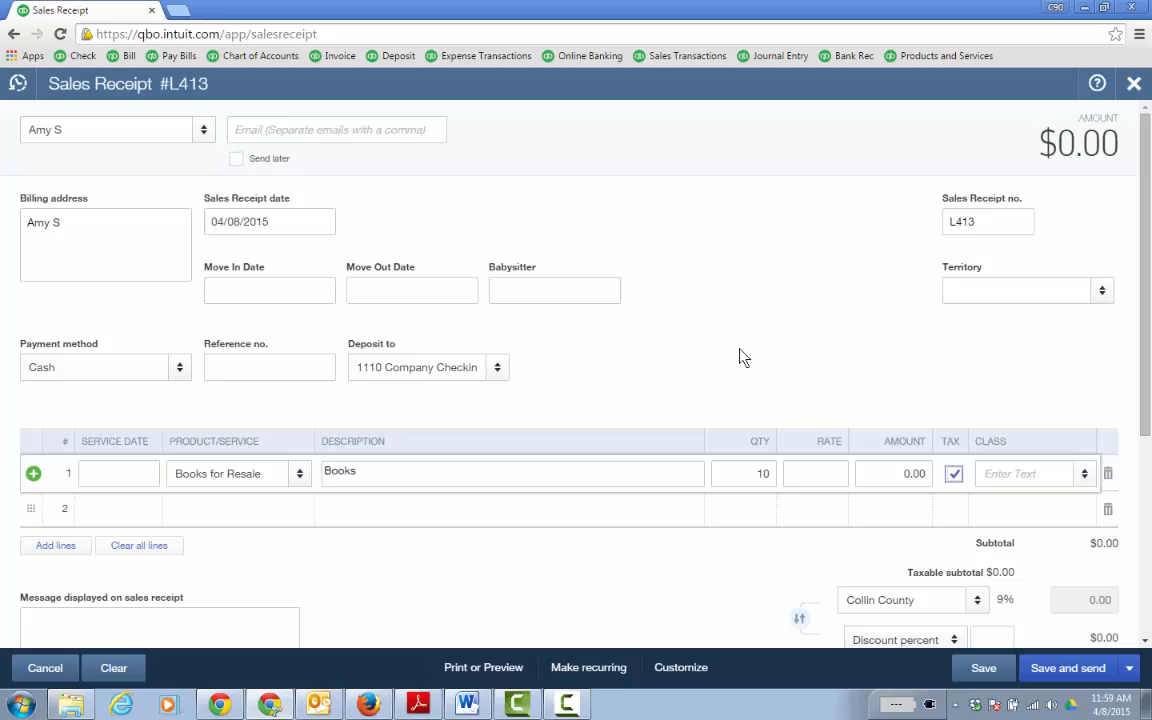 Sales Receipt
C90
https://qbo.intuit.com/app/salesreceipt
Apps Check Bill Pay Bills Chart of Accounts Invoice Deposit Expense Transactions Online Banking Sales Transactions Journal Entry Bank Rec Products and Services
Sales Receipt #L413
Amy S
Email (Separate emails with a comma)
Send later
AMOUNT
$0.00
Billing address
Sales Receipt date
Sales Receipt no.
Amy S
04/08/2015
L413
Move In Date
Move Out Date
Babysitter
Territory
Payment method
Reference no.
Deposit to
Cash
1110 Company Checkin
# SERVICE DATE PRODUCT/SERVICE DESCRIPTION QTY RATE AMOUNT TAX CLASS
1 Books for Resale Books 10 0.00 Enter Text
2
Add lines Clear all lines
Subtotal $0.00
Taxable subtotal $0.00
Message displayed on sales receipt
Collin County 9% 0.00
Discount percent $0.00
Cancel Clear Print or Preview Make recurring Customize Save Save and send
11:59 AM
4/8/2015